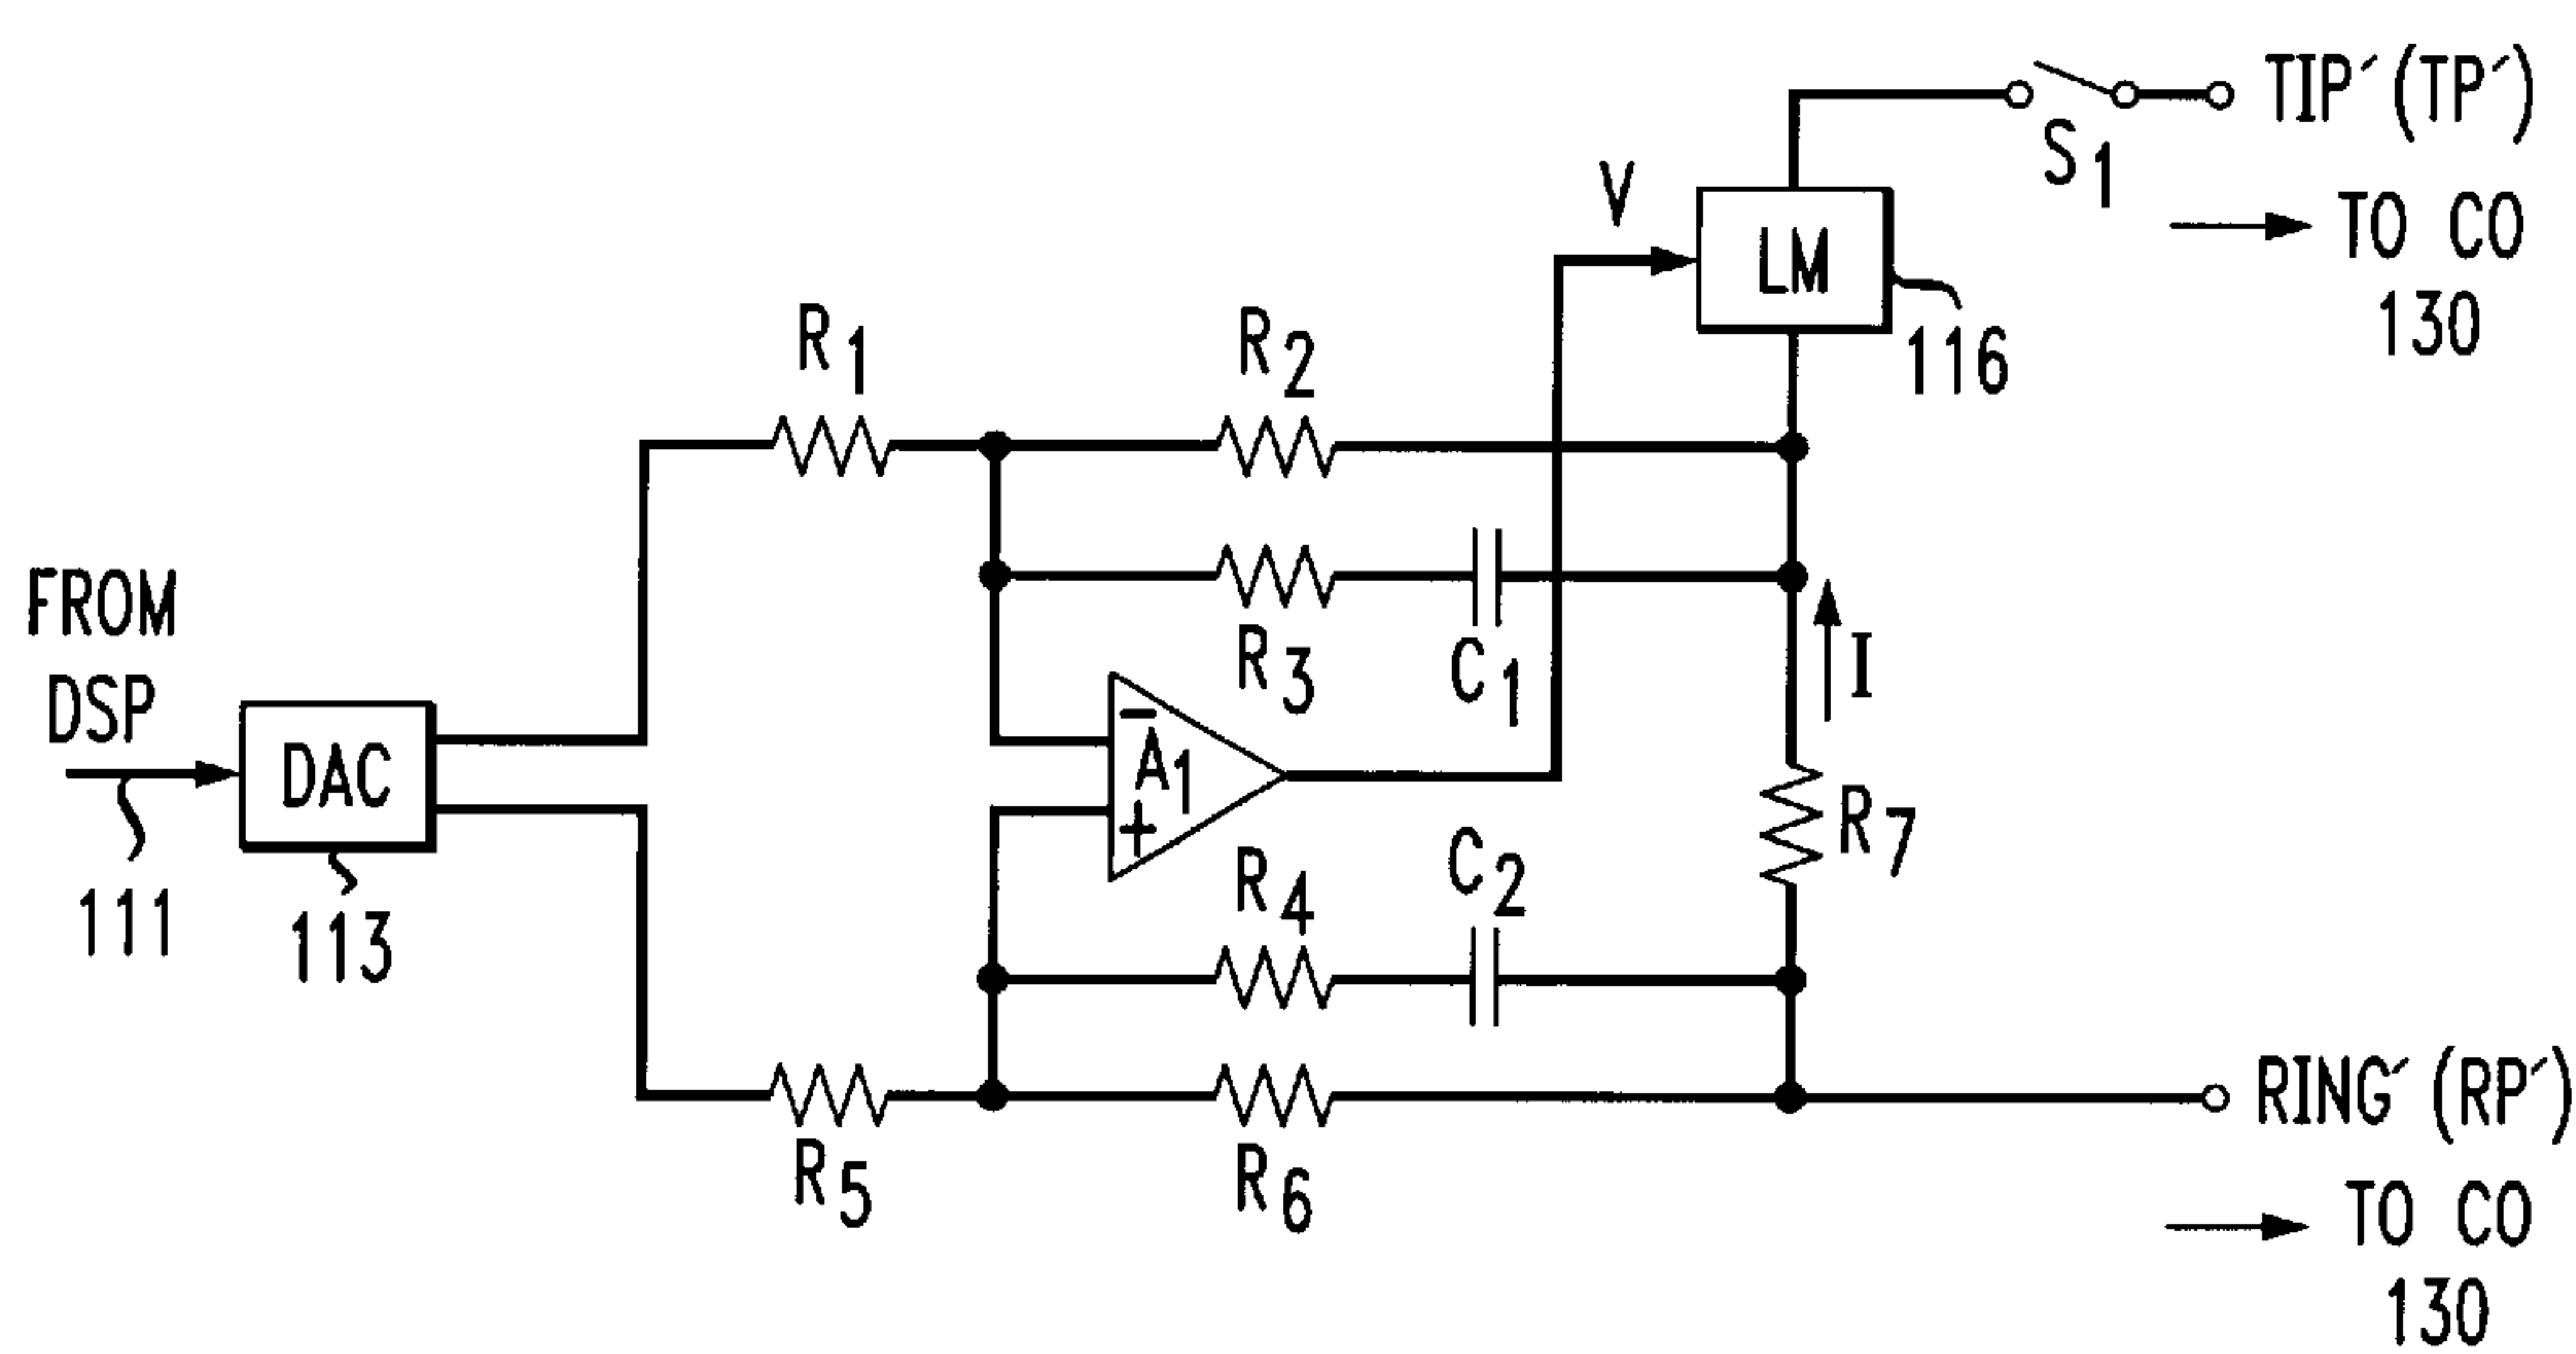 TIP′ (TP′)
S1
TO CO
130
V
LM
116
R1
R2
R3
C1
I
FROM
DSP
111
DAC
113
-
A1
+
R7
R4
C2
R5
R6
RING′ (RP′)
TO CO
130